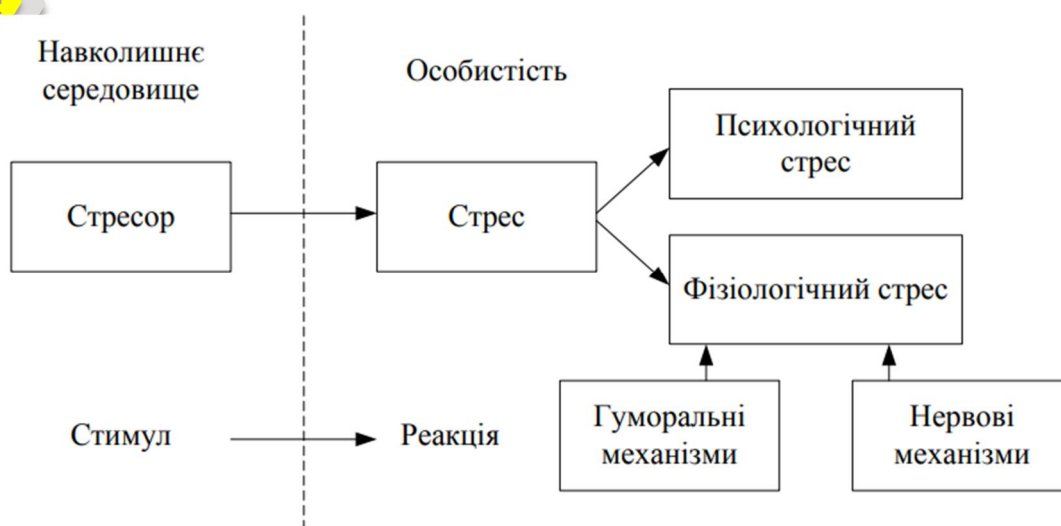 Навколишнє
середовище
Особистість
Психологічний
стрес
Стресор
Стрес
Фізіологічний стрес
Гуморальні
механізми
Нервові
механізми
Стимул
Реакція